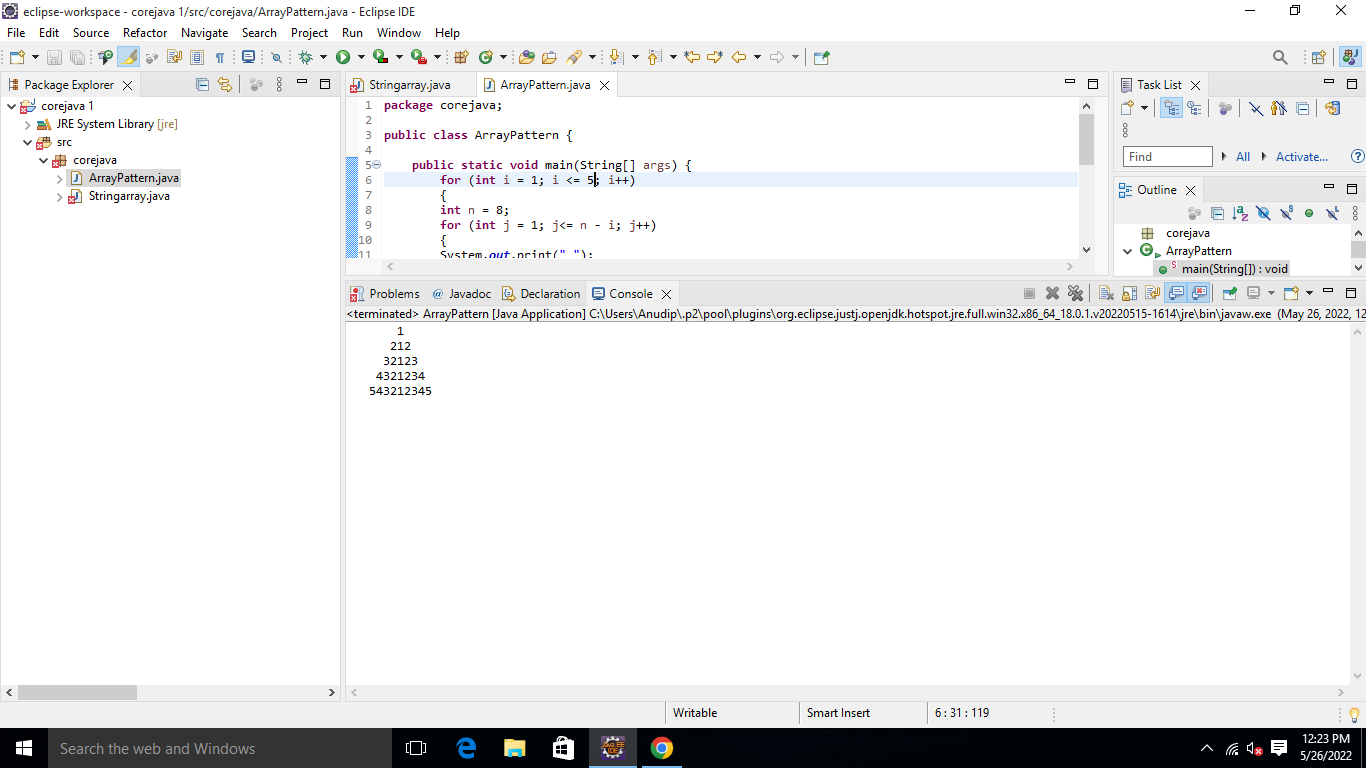 eclipse-workspace - corejava 1/src/corejava/ArrayPattern.java - Eclipse IDE
File Edit Source Refactor Navigate Search Project Run Window Help
Package Explorer
corejava 1
JRE System Library [jre]
src
corejava
ArrayPattern.java
Stringarray.java
Stringarray.java ArrayPattern.java
1 package corejava;
2
3 public class ArrayPattern {
4
5 public static void main(String[] args) {
6 for (int i = 1; i <= 5; i++)
7 {
8 int n = 8;
9 for (int j = 1; j<= n - i; j++)
10 {
11 System.out.print(" ");
Task List
Find All Activate...
Outline
corejava
ArrayPattern
main(String[]) : void
Problems @ Javadoc Declaration Console
<terminated> ArrayPattern [Java Application] C:\Users\Anudip\.p2\pool\plugins\org.eclipse.justj.openjdk.hotspot.jre.full.win32.x86_64_18.0.1.v20220515-1614\jre\bin\javaw.exe (May 26, 2022, 12
1
212
32123
4321234
543212345
Writable Smart Insert 6 : 31 : 119
Search the web and Windows
Java EE
IDE
12:23 PM
5/26/2022